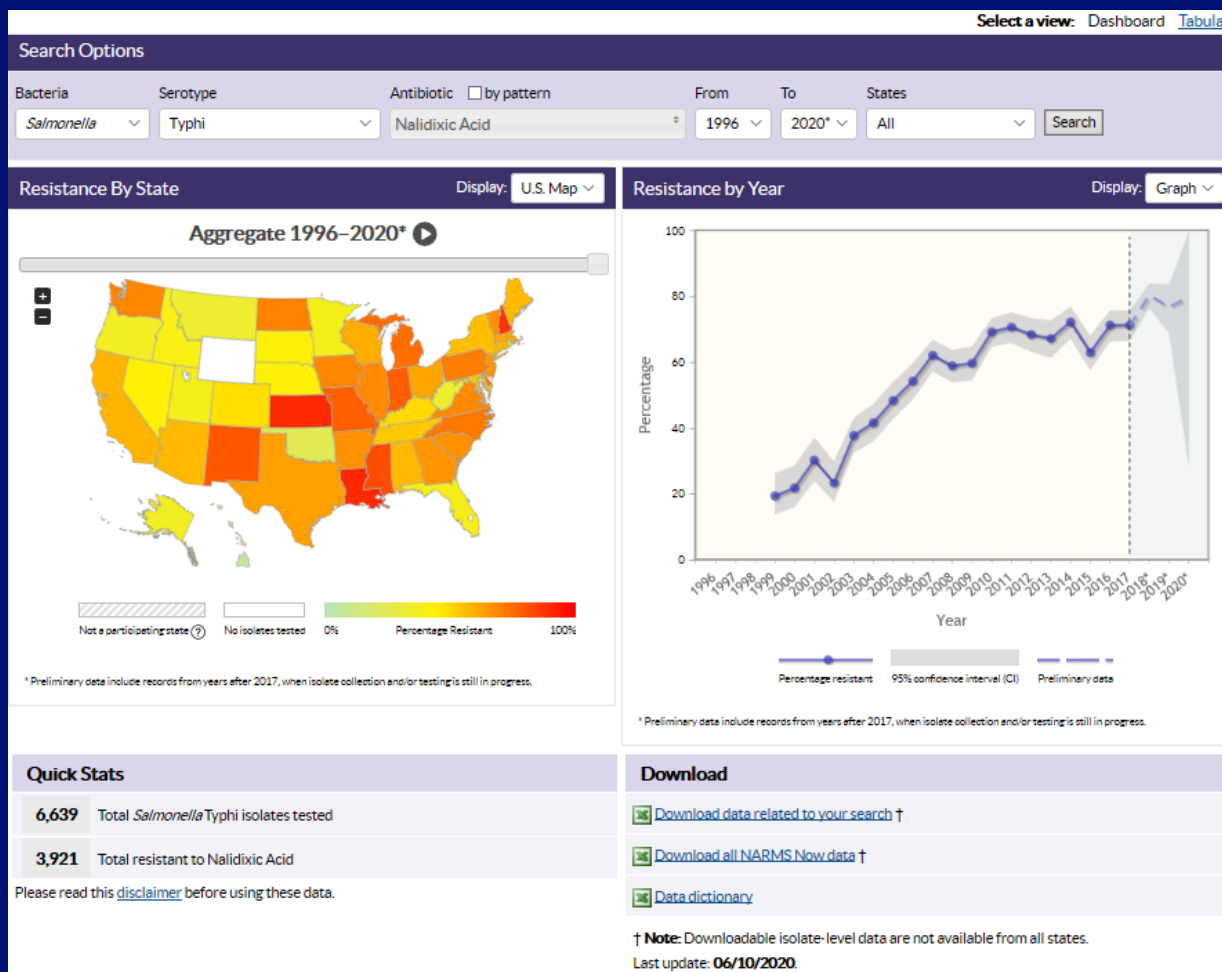 Select a view: Dashboard Tabula
Search Options
Bacteria Serotype Antibiotic by pattern From To States
Salmonella Typhi Nalidixic Acid 1996 2020* All Search
Resistance By State Display: U.S. Map
Aggregate 1996–2020*
+
−
Not a participating state ? No isolates tested 0% Percentage Resistant 100%
* Preliminary data include records from years after 2017, when isolate collection and/or testing is still in progress.
Resistance by Year Display: Graph
100
80
60
40
20
0
Percentage
1996 1997 1998 1999 2000 2001 2002 2003 2004 2005 2006 2007 2008 2009 2010 2011 2012 2013 2014 2015 2016 2017 2018* 2019* 2020*
Year
Percentage resistant 95% confidence interval (CI) Preliminary data
* Preliminary data include records from years after 2017, when isolate collection and/or testing is still in progress.
Quick Stats
6,639 Total Salmonella Typhi isolates tested
3,921 Total resistant to Nalidixic Acid
Please read this disclaimer before using these data.
Download
Download data related to your search †
Download all NARMS Now data †
Data dictionary
† Note: Downloadable isolate-level data are not available from all states.
Last update: 06/10/2020.